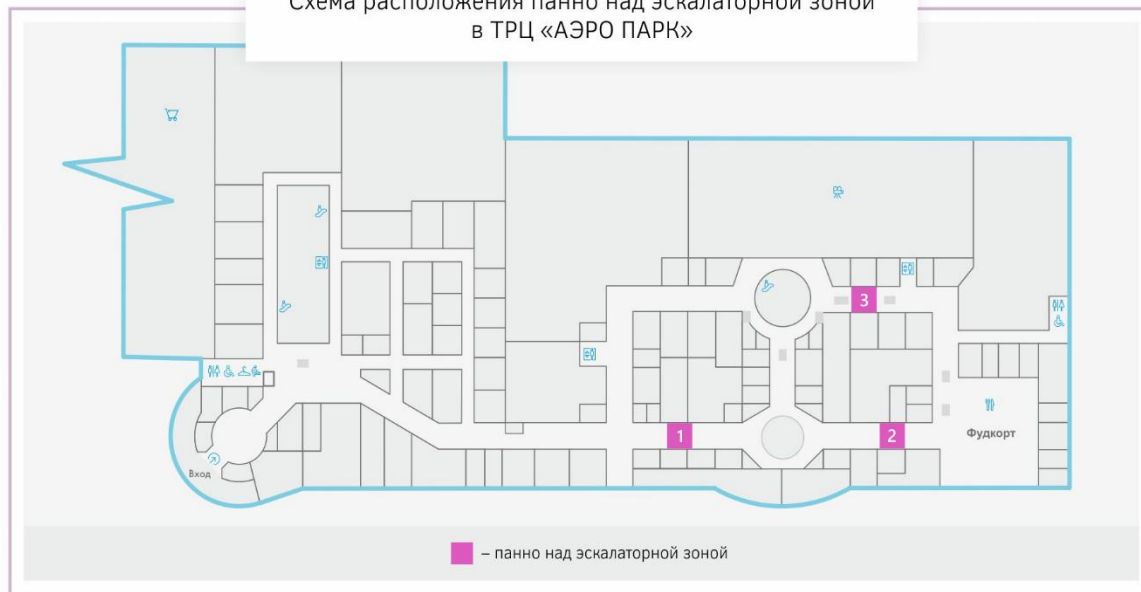 Схема расположения панно над эскалаторной зоной
в ТРЦ «АЭРО ПАРК»
3
1
2
Фудкорт
Вход
– панно над эскалаторной зоной